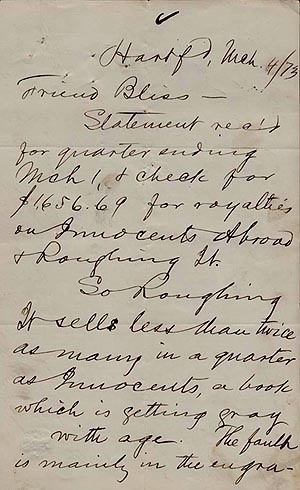 Hartf'd, Mch 4/73
Friend Bliss —
Statement rec'd
for quarter ending
Mch 1, & check for
$1,656.69 for royalties
on Innocents Abroad
& Roughing It.
So Roughing
It sells less than twice
as many in a quarter
as Innocents, a book
which is getting gray
with age. The fault
is mainly in the engra-